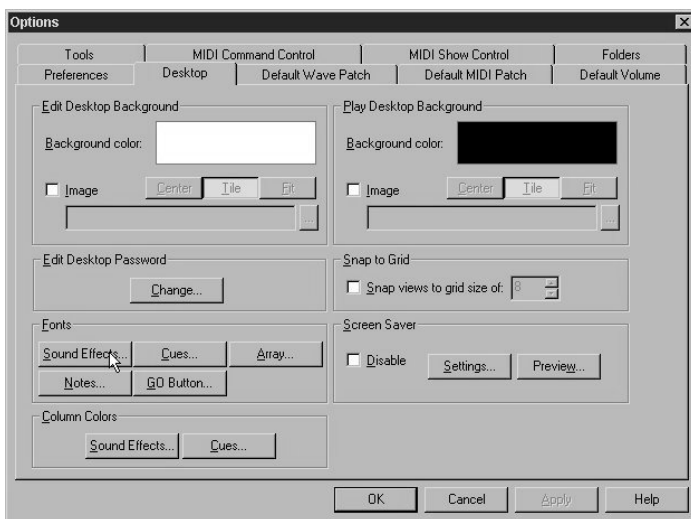 Options
Tools MIDI Command Control MIDI Show Control Folders
Preferences Desktop Default Wave Patch Default MIDI Patch Default Volume
Edit Desktop Background
Background color:
Image Center Tile Fit
...
Play Desktop Background
Background color:
Image Center Tile Fit
...
Edit Desktop Password
Change...
Snap to Grid
Snap views to grid size of: 8
Fonts
Sound Effects... Cues... Array...
Notes... GO Button...
Screen Saver
Disable Settings... Preview...
Column Colors
Sound Effects... Cues...
OK Cancel Apply Help